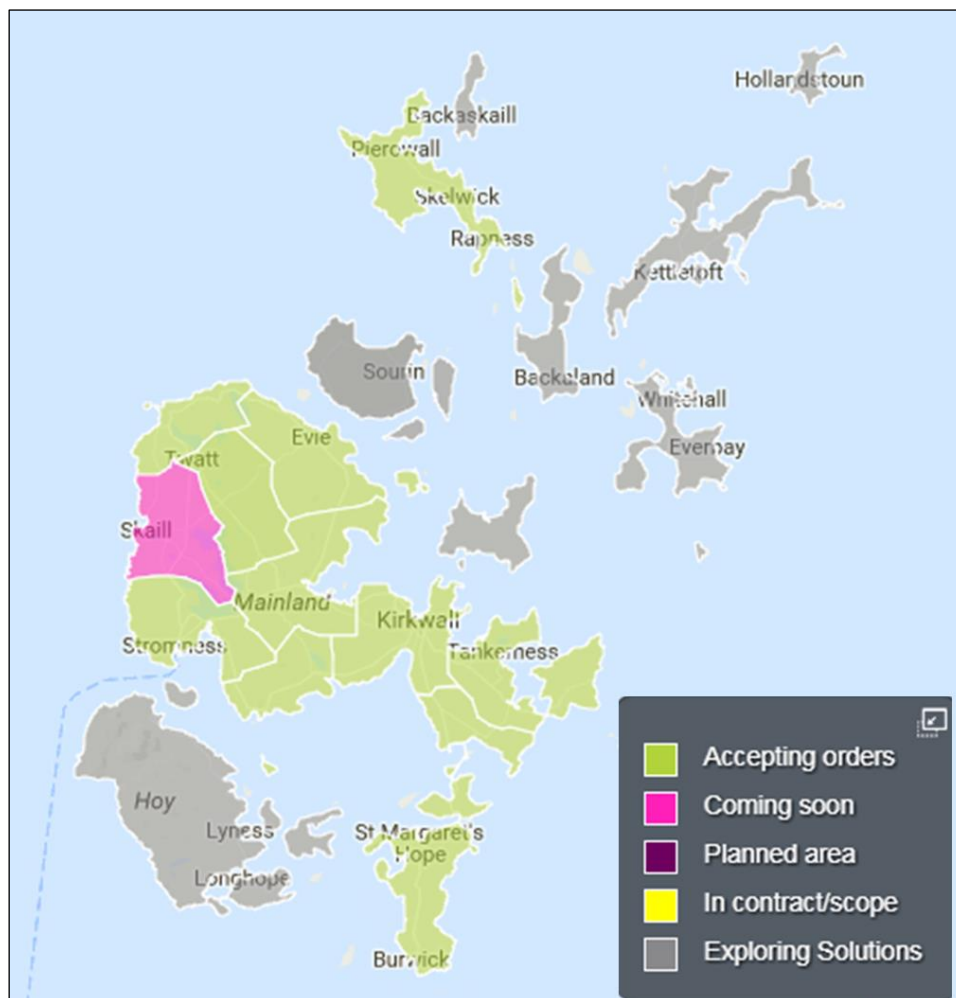 Hollandstoun
Backaskaill
Pierowall
Skelwick
Rapness
Kettletoft
Sourin
Backaland
Whitehall
Evie
Everbay
Twatt
Skaill
Mainland
Kirkwall
Stromness
Tankerness
Hoy
Lyness
St Margaret's
Hope
Longhope
Burwick
Accepting orders
Coming soon
Planned area
In contract/scope
Exploring Solutions